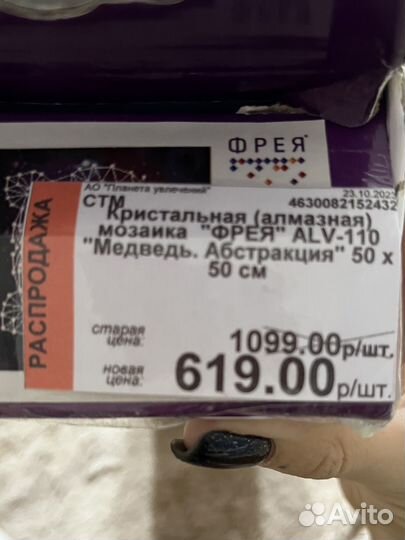 ФРЕЯ
АО "Планета увлечений"
23.10.2023
СТМ
4630082152432
Кристальная (алмазная)
мозаика "ФРЕЯ" ALV-110
"Медведь. Абстракция" 50 х
50 см
РАСПРОДАЖА
старая
цена:
1099.00р/шт.
новая
цена:
619.00р/шт.
Avito